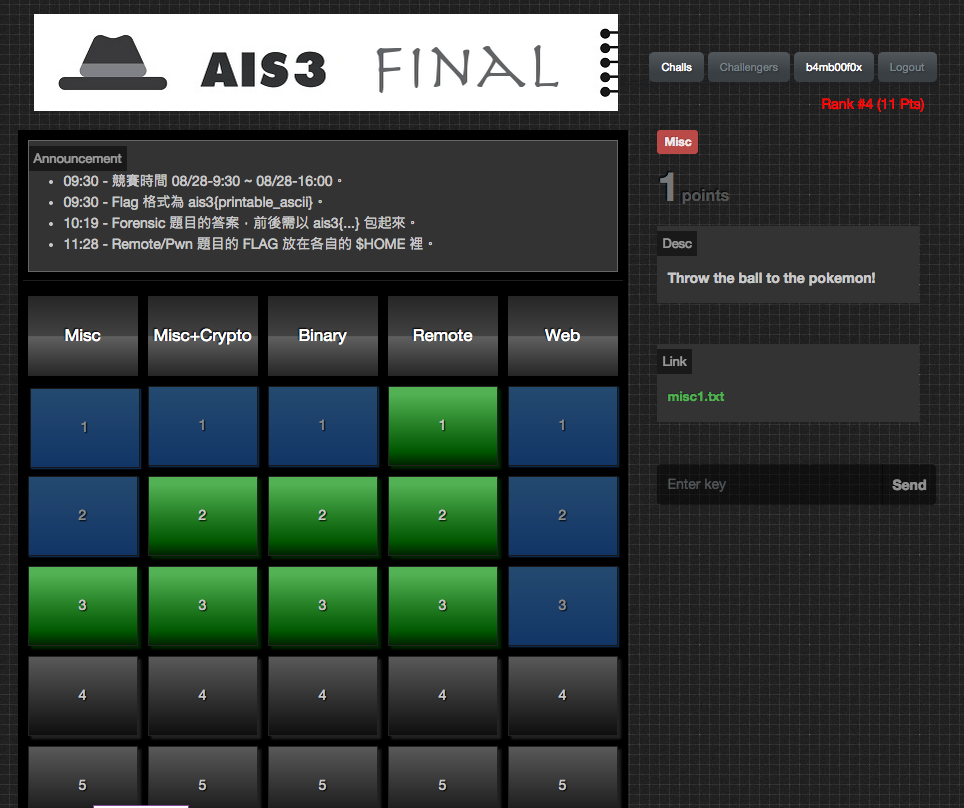 AIS3 FINAL
Challs Challengers b4mb00f0x Logout
Rank #4 (11 Pts)
Announcement
09:30 - 競賽時間 08/28-9:30 ~ 08/28-16:00。
09:30 - Flag 格式為 ais3{printable_ascii}。
10:19 - Forensic 題目的答案，前後需以 ais3{...} 包起來。
11:28 - Remote/Pwn 題目的 FLAG 放在各自的 $HOME 裡。
Misc Misc+Crypto Binary Remote Web
1 1 1 1 1
2 2 2 2 2
3 3 3 3 3
4 4 4 4 4
5 5 5 5 5
Misc
1 points
Desc
Throw the ball to the pokemon!
Link
misc1.txt
Enter key Send